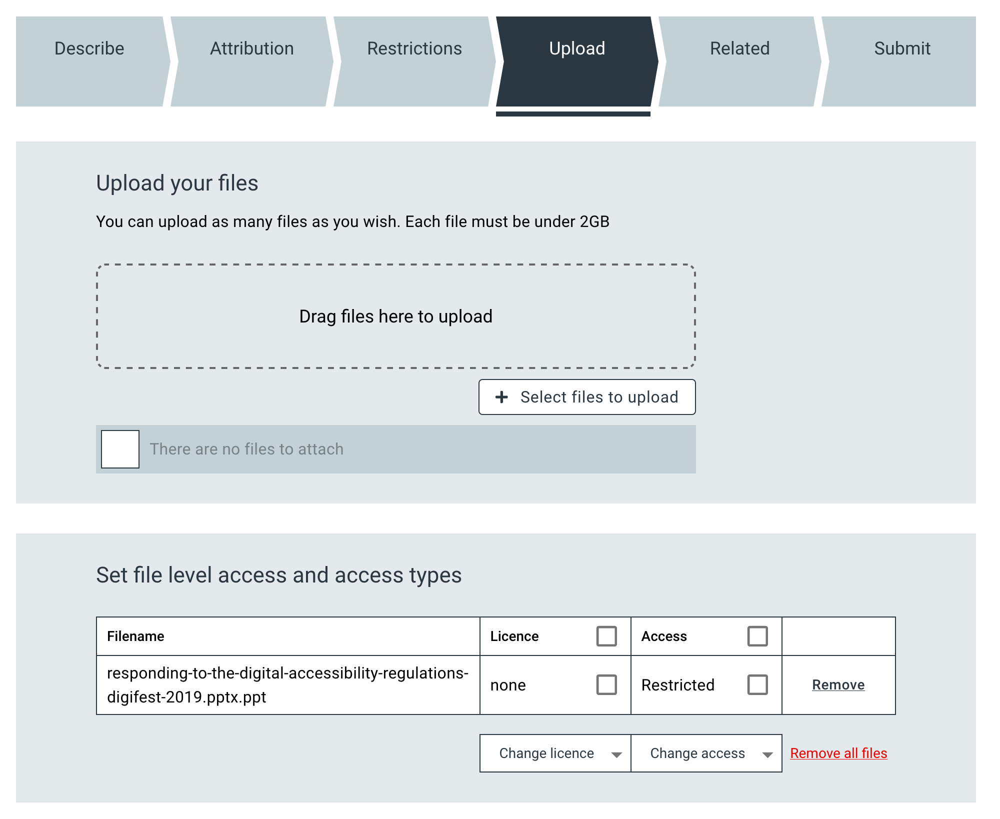 Describe
Attribution
Restrictions
Upload
Related
Submit
Upload your files
You can upload as many files as you wish. Each file must be under 2GB
Drag files here to upload
Select files to upload
There are no files to attach
Set file level access and access types
Filename
Licence
Access
responding-to-the-digital-accessibility-regulations-
digifest-2019.pptx.ppt
none
Restricted
Remove
Change licence
Change access
Remove all files